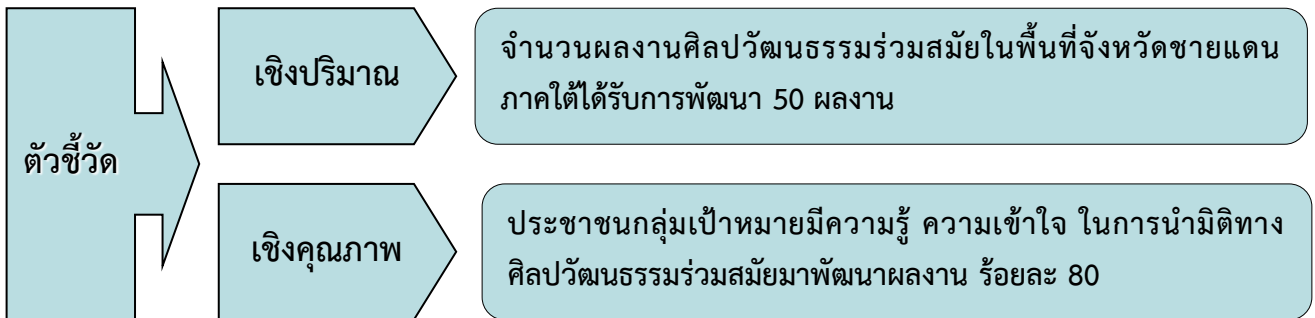 ตัวชี้วัด
เชิงปริมาณ
จำนวนผลงานศิลปวัฒนธรรมร่วมสมัยในพื้นที่จังหวัดชายแดน
ภาคใต้ได้รับการพัฒนา 50 ผลงาน
เชิงคุณภาพ
ประชาชนกลุ่มเป้าหมายมีความรู้ ความเข้าใจ ในการนำมิติทาง
ศิลปวัฒนธรรมร่วมสมัยมาพัฒนาผลงาน ร้อยละ 80